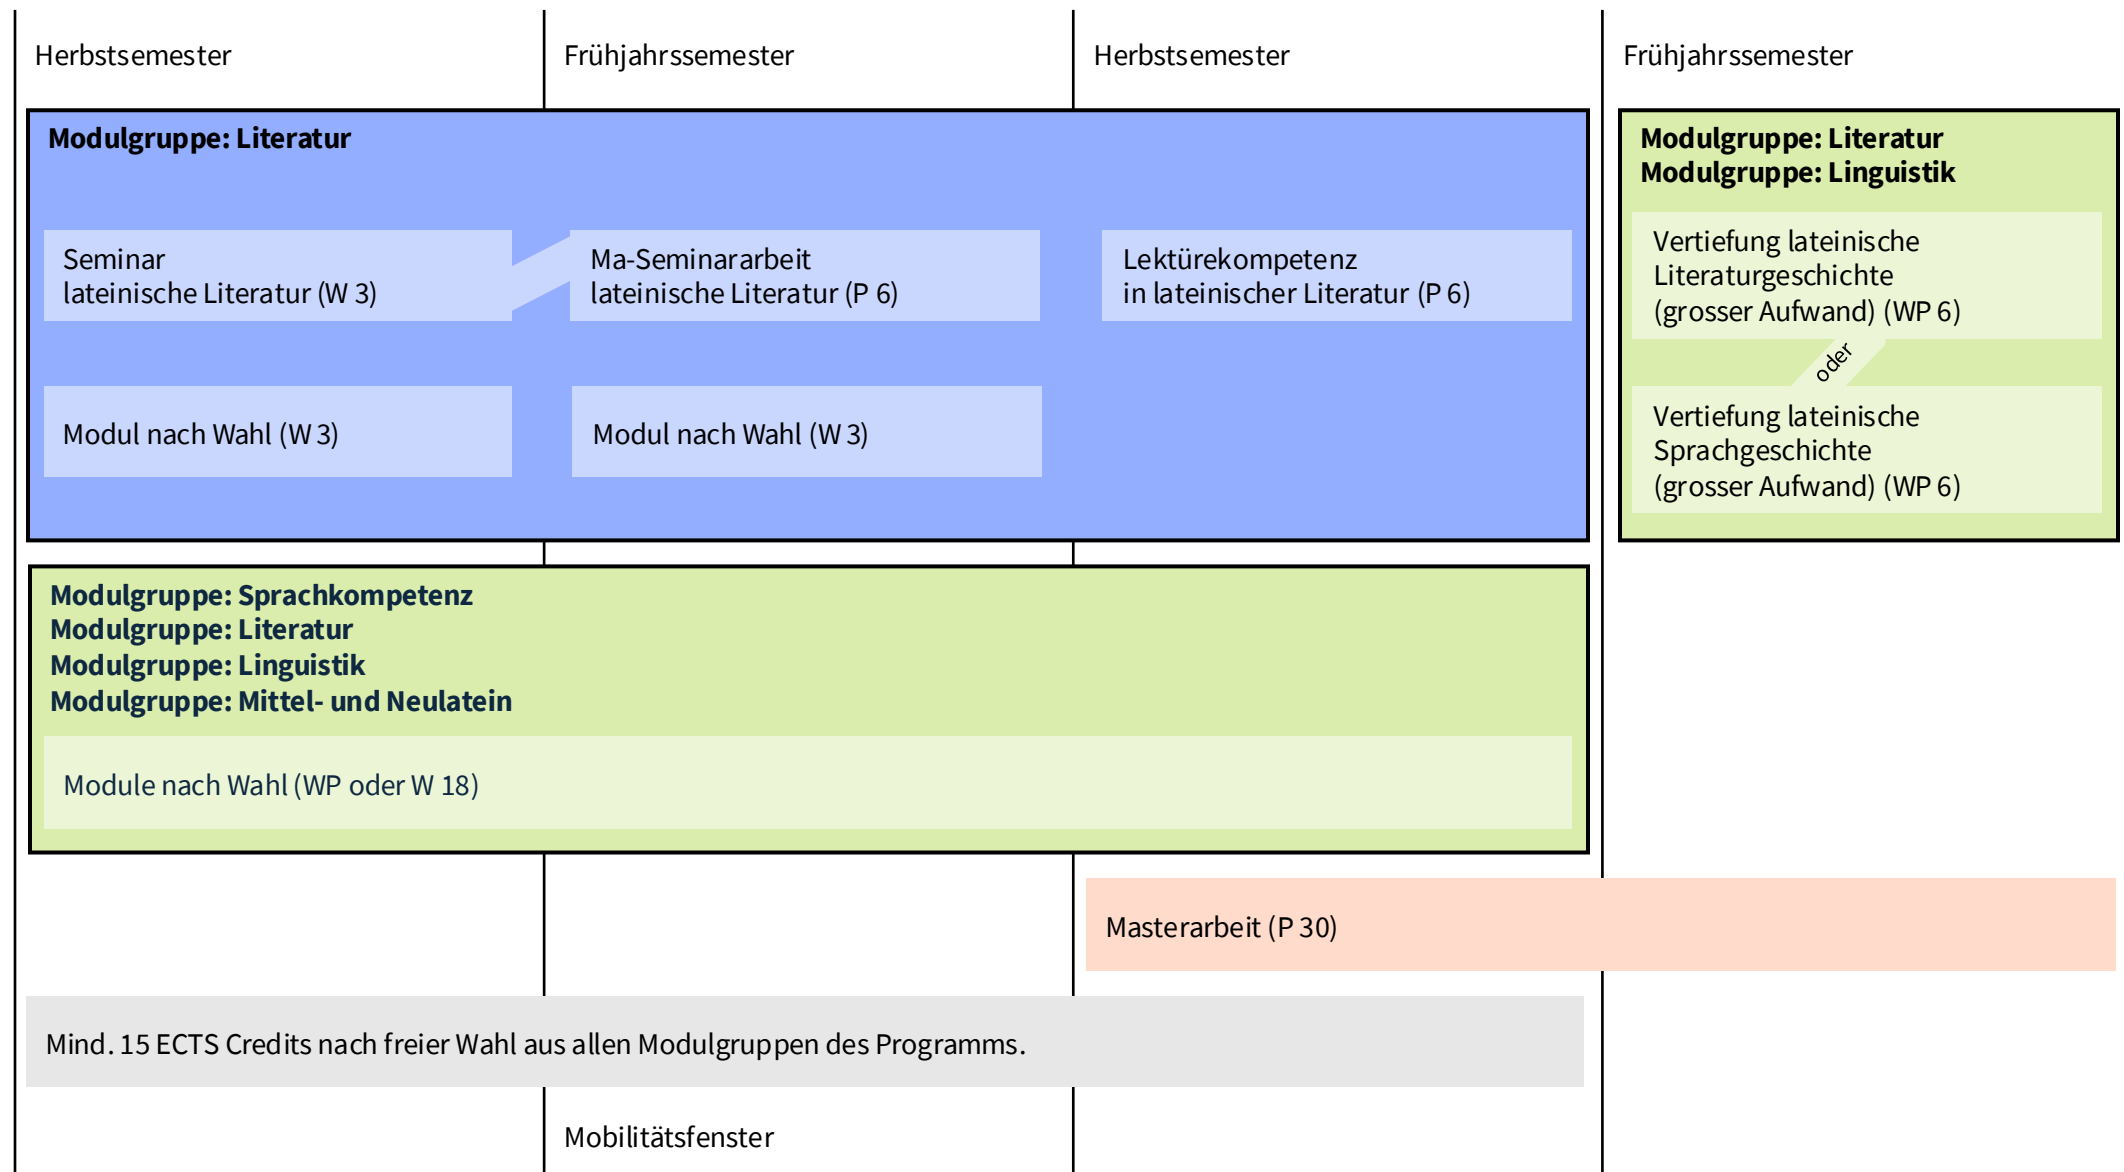 Herbstsemester
Frühjahrssemester
Herbstsemester
Frühjahrssemester
Modulgruppe: Literatur
Seminar
lateinische Literatur (W 3)
Ma-Seminararbeit
lateinische Literatur (P 6)
Lektürekompetenz
in lateinischer Literatur (P 6)
Modul nach Wahl (W 3)
Modul nach Wahl (W 3)
Modulgruppe: Literatur
Modulgruppe: Linguistik
Vertiefung lateinische
Literaturgeschichte
(grosser Aufwand) (WP 6)
oder
Vertiefung lateinische
Sprachgeschichte
(grosser Aufwand) (WP 6)
Modulgruppe: Sprachkompetenz
Modulgruppe: Literatur
Modulgruppe: Linguistik
Modulgruppe: Mittel- und Neulatein
Module nach Wahl (WP oder W 18)
Masterarbeit (P 30)
Mind. 15 ECTS Credits nach freier Wahl aus allen Modulgruppen des Programms.
Mobilitätsfenster